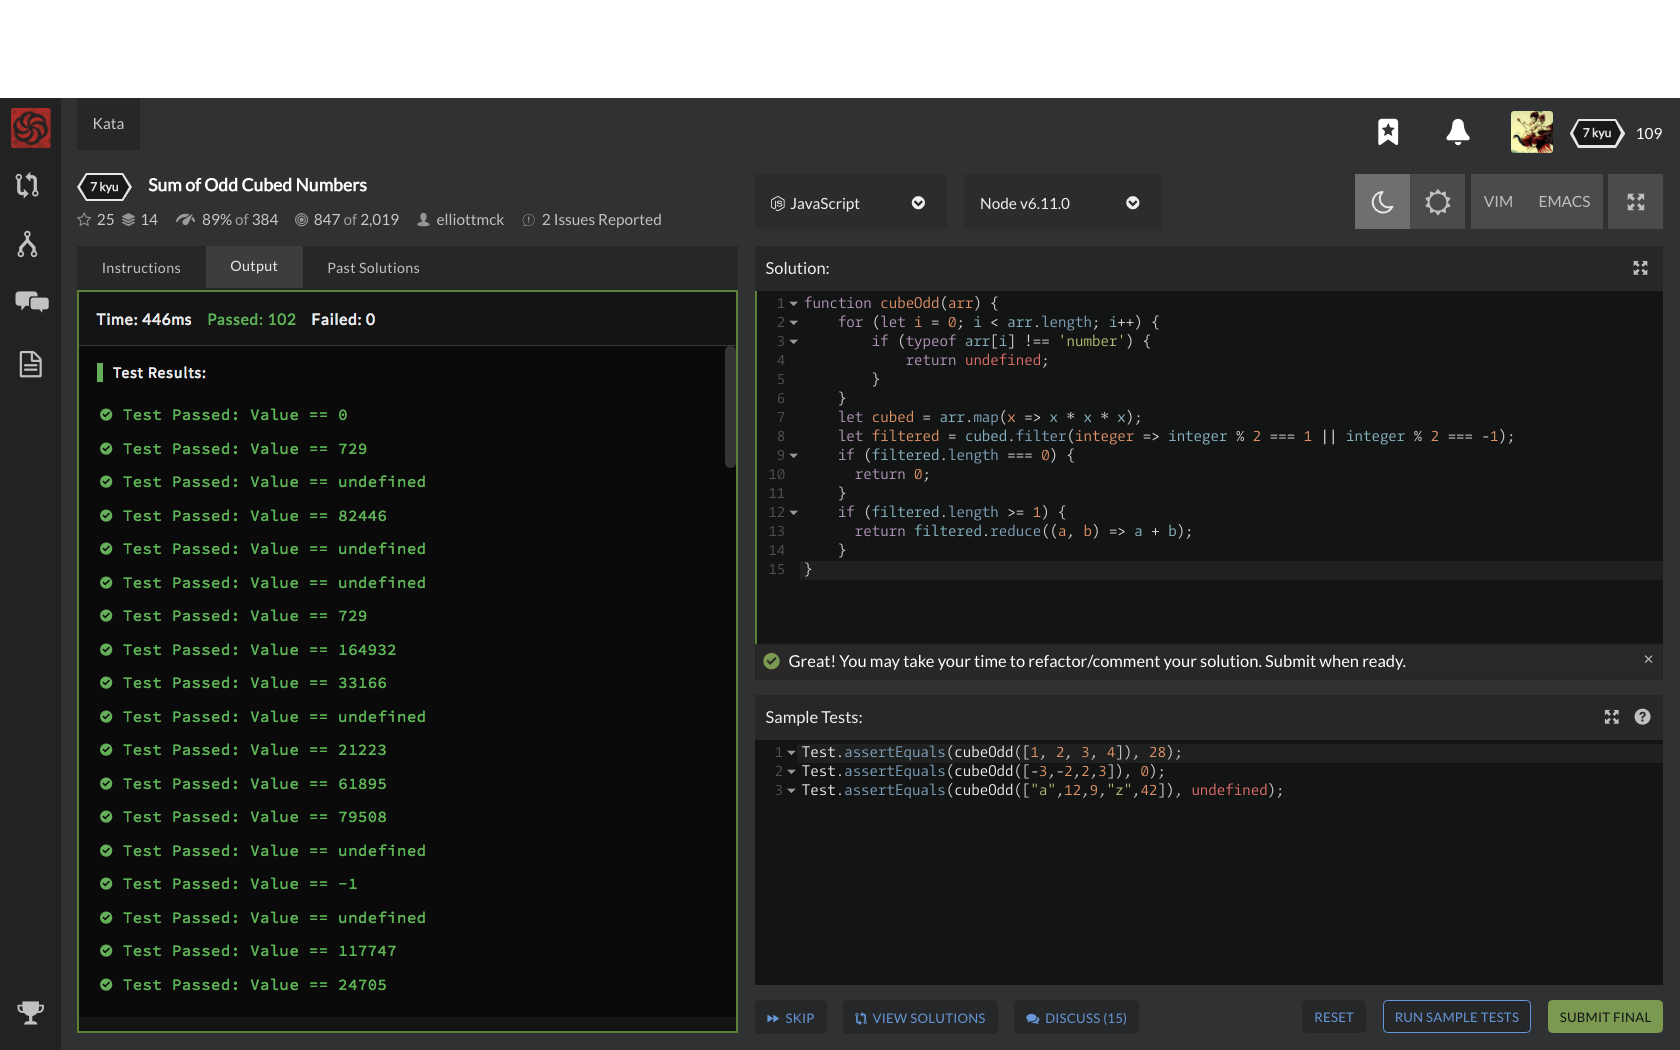 Kata
7 kyu 109
7 kyu Sum of Odd Cubed Numbers
25 14 89% of 384 847 of 2,019 elliottmck 2 Issues Reported
JavaScript
Node v6.11.0
VIM EMACS
Instructions Output Past Solutions
Time: 446ms Passed: 102 Failed: 0
Test Results:
Test Passed: Value == 0
Test Passed: Value == 729
Test Passed: Value == undefined
Test Passed: Value == 82446
Test Passed: Value == undefined
Test Passed: Value == undefined
Test Passed: Value == 729
Test Passed: Value == 164932
Test Passed: Value == 33166
Test Passed: Value == undefined
Test Passed: Value == 21223
Test Passed: Value == 61895
Test Passed: Value == 79508
Test Passed: Value == undefined
Test Passed: Value == -1
Test Passed: Value == undefined
Test Passed: Value == 117747
Test Passed: Value == 24705
Solution:
1 function cubeOdd(arr) {
2 for (let i = 0; i < arr.length; i++) {
3 if (typeof arr[i] !== 'number') {
4 return undefined;
5 }
6 }
7 let cubed = arr.map(x => x * x * x);
8 let filtered = cubed.filter(integer => integer % 2 === 1 || integer % 2 === -1);
9 if (filtered.length === 0) {
10 return 0;
11 }
12 if (filtered.length >= 1) {
13 return filtered.reduce((a, b) => a + b);
14 }
15 }
Great! You may take your time to refactor/comment your solution. Submit when ready. ×
Sample Tests:
1 Test.assertEquals(cubeOdd([1, 2, 3, 4]), 28);
2 Test.assertEquals(cubeOdd([-3,-2,2,3]), 0);
3 Test.assertEquals(cubeOdd(["a",12,9,"z",42]), undefined);
SKIP VIEW SOLUTIONS DISCUSS (15) RESET RUN SAMPLE TESTS SUBMIT FINAL